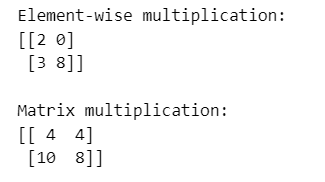 Element-wise multiplication:
[[2 0]
 [3 8]]
Matrix multiplication:
[[ 4  4]
 [10  8]]